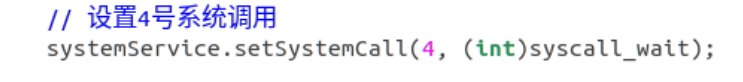 // 设置4号系统调用
systemService.setSystemCall(4, (int)syscall_wait);